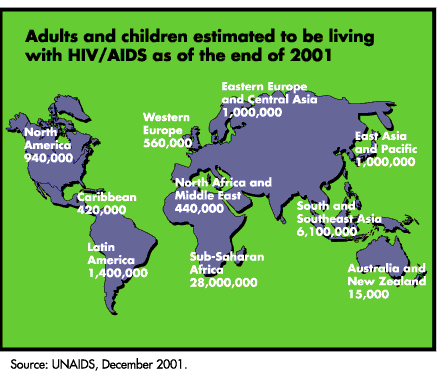 Adults and children estimated to be living
with HIV/AIDS as of the end of 2001
Eastern Europe
and Central Asia
1,000,000
Western
Europe
560,000
North
America
940,000
East Asia
and Pacific
1,000,000
North Africa and
Middle East
440,000
Caribbean
420,000
South and
Southeast Asia
6,100,000
Latin
America
1,400,000
Sub-Saharan
Africa
28,000,000
Australia and
New Zealand
15,000
Source: UNAIDS, December 2001.